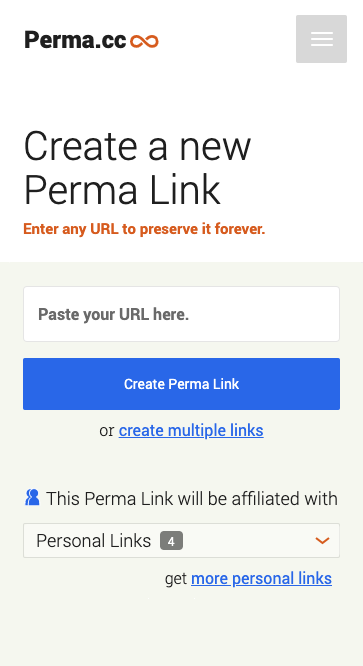 Perma.cc
Create a new
Perma Link
Enter any URL to preserve it forever.
Paste your URL here.
Create Perma Link
or create multiple links
This Perma Link will be affiliated with
Personal Links 4
get more personal links